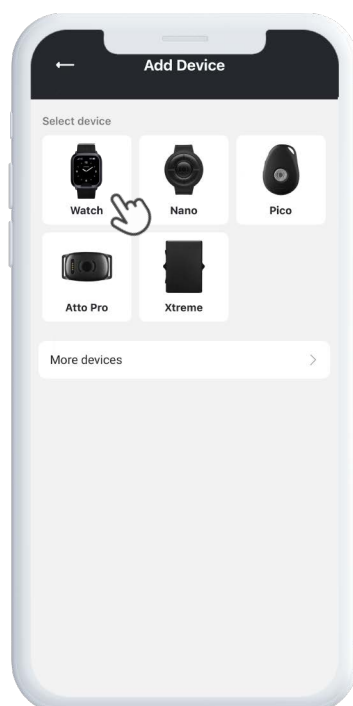 Add Device
Select device
Watch Nano Pico
Atto Pro Xtreme
More devices